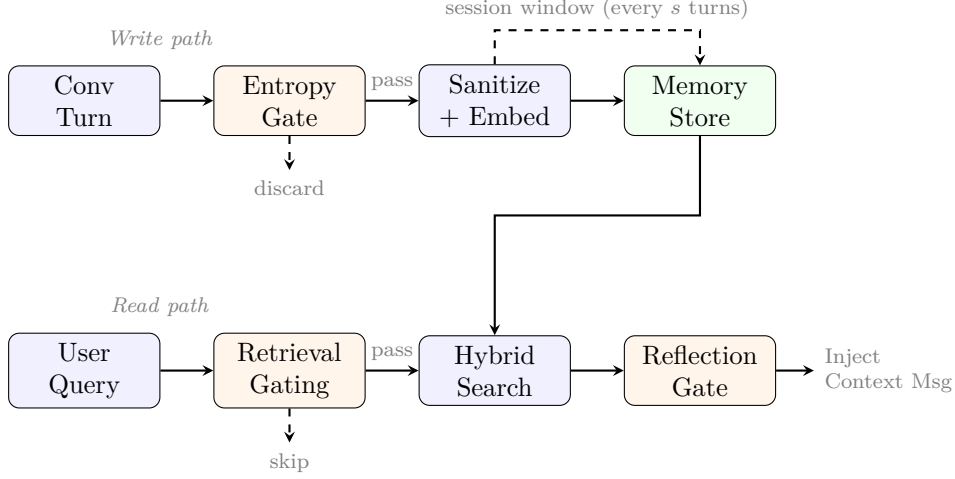 session window (every s turns)
Write path
Conv
Turn
Entropy
Gate
pass
Sanitize
+ Embed
Memory
Store
discard
Read path
User
Query
Retrieval
Gating
pass
Hybrid
Search
Reflection
Gate
Inject
Context Msg
skip